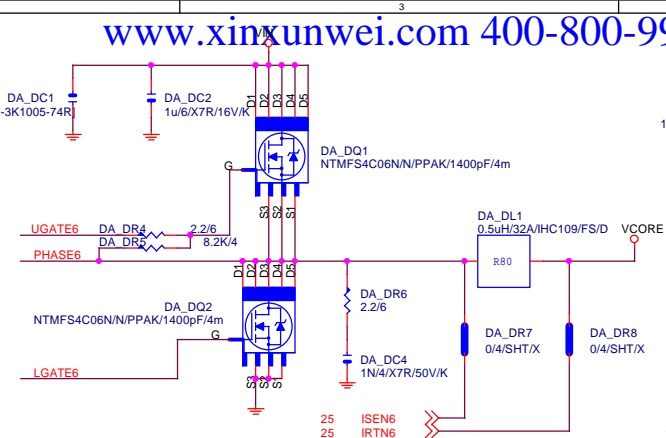 3
www.xinxunwei.com 400-800-99
VIN
DA_DC1
-3K1005-74R]
DA_DC2
1u/6/X7R/16V/K
D1
D2
D3
D4
D5
DA_DQ1
NTMFS4C06N/N/PPAK/1400pF/4m
G
S3
S2
S1
1
UGATE6
DA_DR4
2.2/6
DA_DR5
8.2K/4
PHASE6
DA_DL1
0.5uH/32A/IHC109/FS/D
R80
VCORE
D1
D2
D3
D4
D5
DA_DQ2
NTMFS4C06N/N/PPAK/1400pF/4m
G
S3
S2
S1
DA_DR6
2.2/6
DA_DR7
0/4/SHT/X
DA_DR8
0/4/SHT/X
DA_DC4
1N/4/X7R/50V/K
LGATE6
25 ISEN6
25 IRTN6